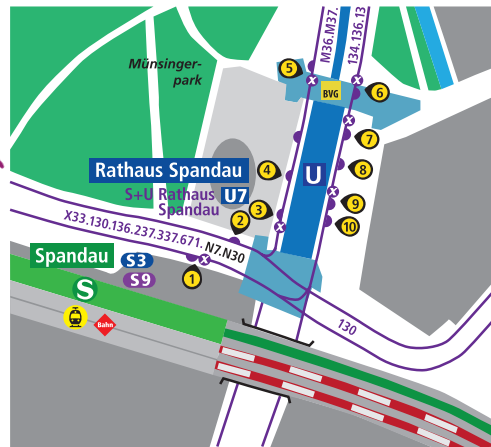 Münsinger-
park
M36.M37.
134.136.13
5
BVG
6
7
Rathaus Spandau
4
U
8
S+U Rathaus U7
Spandau
3
9
2
10
X33.130.136.237.337.671.N7.N30
Spandau
S3
S9
1
S
Bahn
130